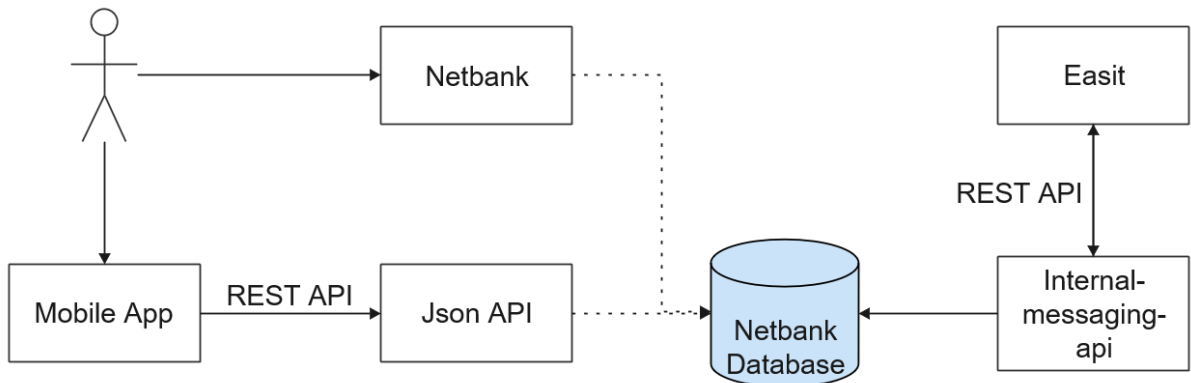 Netbank
Easit
REST API
Mobile App
REST API
Json API
Netbank
Database
Internal-
messaging-
api